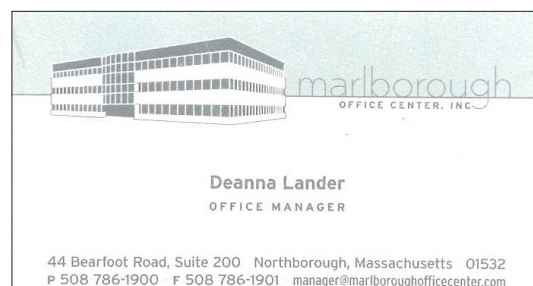 marlborough
OFFICE CENTER, INC
Deanna Lander
OFFICE MANAGER
44 Bearfoot Road, Suite 200 Northborough, Massachusetts 01532
P 508 786-1900 F 508 786-1901 manager@marlboroughofficecenter.com